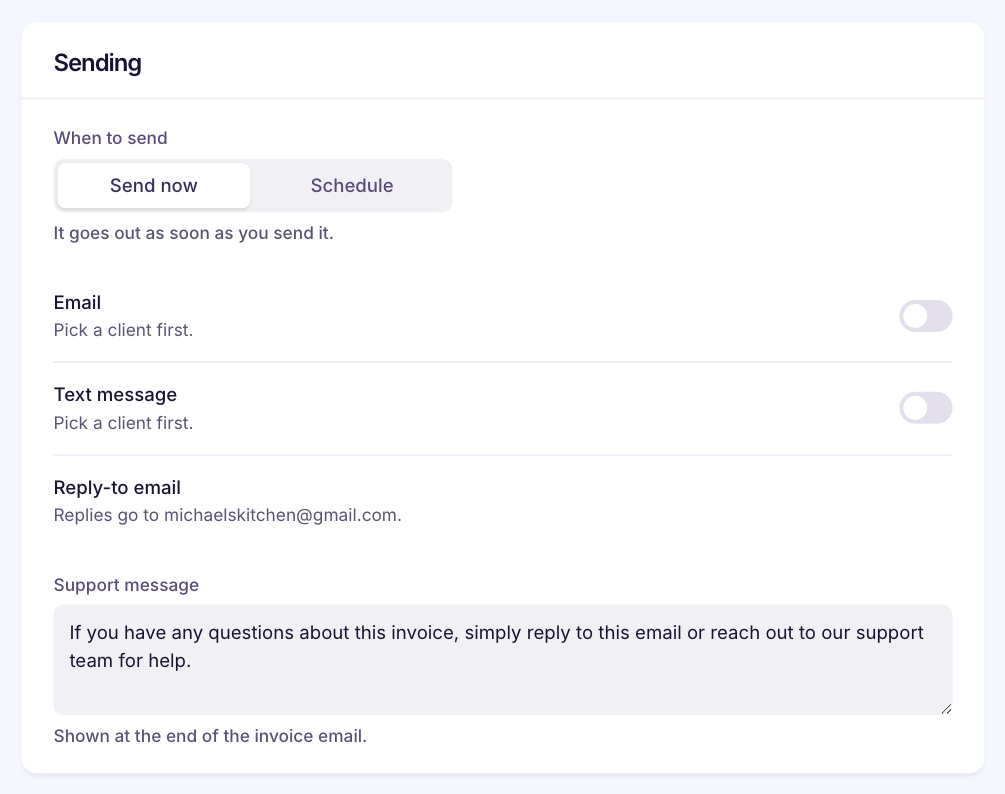 Sending
When to send
Send now
Schedule
It goes out as soon as you send it.
Email
Pick a client first.
Text message
Pick a client first.
Reply-to email
Replies go to michaelskitchen@gmail.com.
Support message
If you have any questions about this invoice, simply reply to this email or reach out to our support
team for help.
Shown at the end of the invoice email.